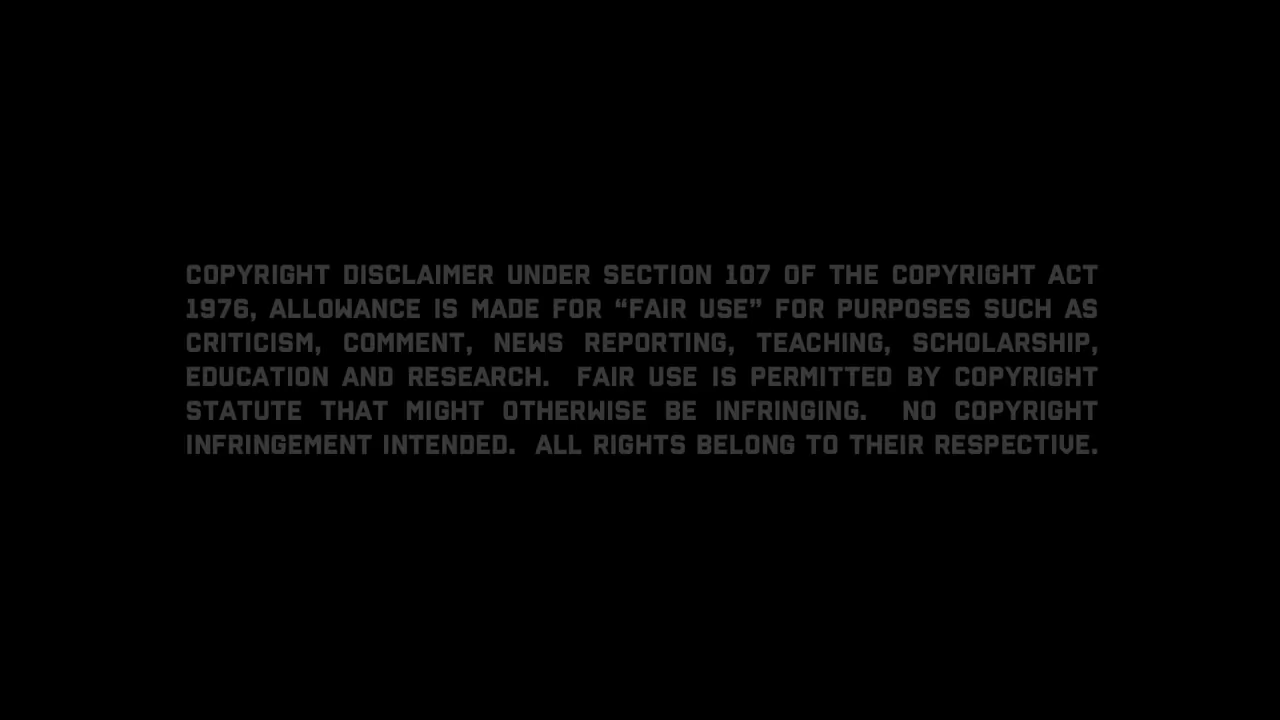 COPYRIGHT DISCLAIMER UNDER SECTION 107 OF THE COPYRIGHT ACT
1976, ALLOWANCE IS MADE FOR “FAIR USE” FOR PURPOSES SUCH AS
CRITICISM, COMMENT, NEWS REPORTING, TEACHING, SCHOLARSHIP,
EDUCATION AND RESEARCH. FAIR USE IS PERMITTED BY COPYRIGHT
STATUTE THAT MIGHT OTHERWISE BE INFRINGING. NO COPYRIGHT
INFRINGEMENT INTENDED. ALL RIGHTS BELONG TO THEIR RESPECTIVE.